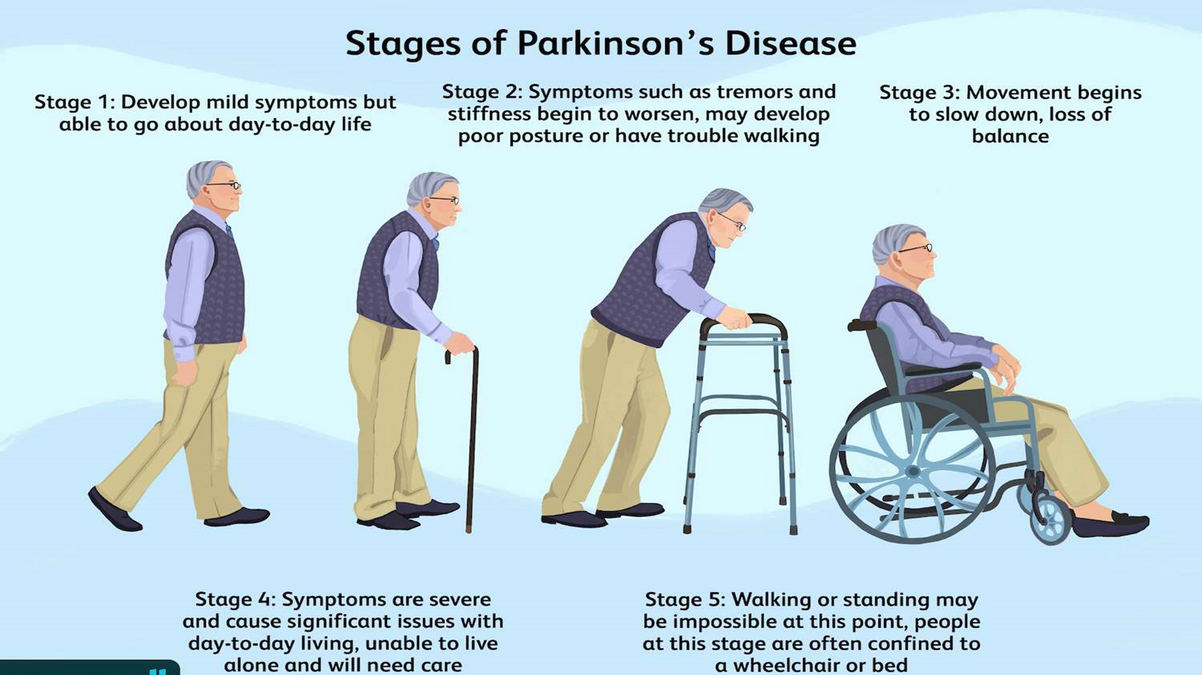 Stages of Parkinson's Disease
Stage 1: Develop mild symptoms but
able to go about day-to-day life
Stage 2: Symptoms such as tremors and
stiffness begin to worsen, may develop
poor posture or have trouble walking
Stage 3: Movement begins
to slow down, loss of
balance
Stage 4: Symptoms are severe
and cause significant issues with
day-to-day living, unable to live
alone and will need care
Stage 5: Walking or standing may
be impossible at this point, people
at this stage are often confined to
a wheelchair or bed